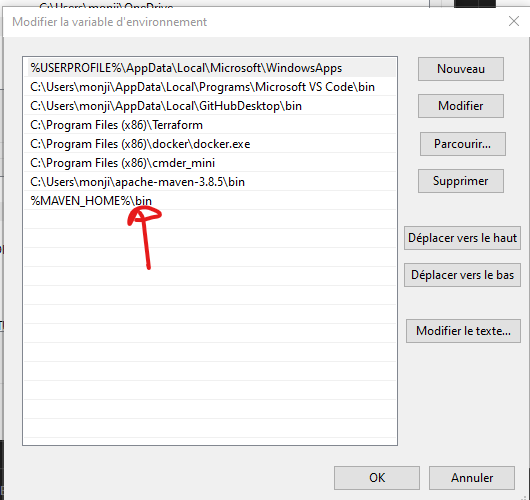 Modifier la variable d'environnement
%USERPROFILE%\AppData\Local\Microsoft\WindowsApps
C:\Users\monji\AppData\Local\Programs\Microsoft VS Code\bin
C:\Users\monji\AppData\Local\GitHubDesktop\bin
C:\Program Files (x86)\Terraform
C:\Program Files (x86)\docker\docker.exe
C:\Program Files (x86)\cmder_mini
C:\Users\monji\apache-maven-3.8.5\bin
%MAVEN_HOME%\bin
Nouveau
Modifier
Parcourir...
Supprimer
Déplacer vers le haut
Déplacer vers le bas
Modifier le texte...
OK
Annuler